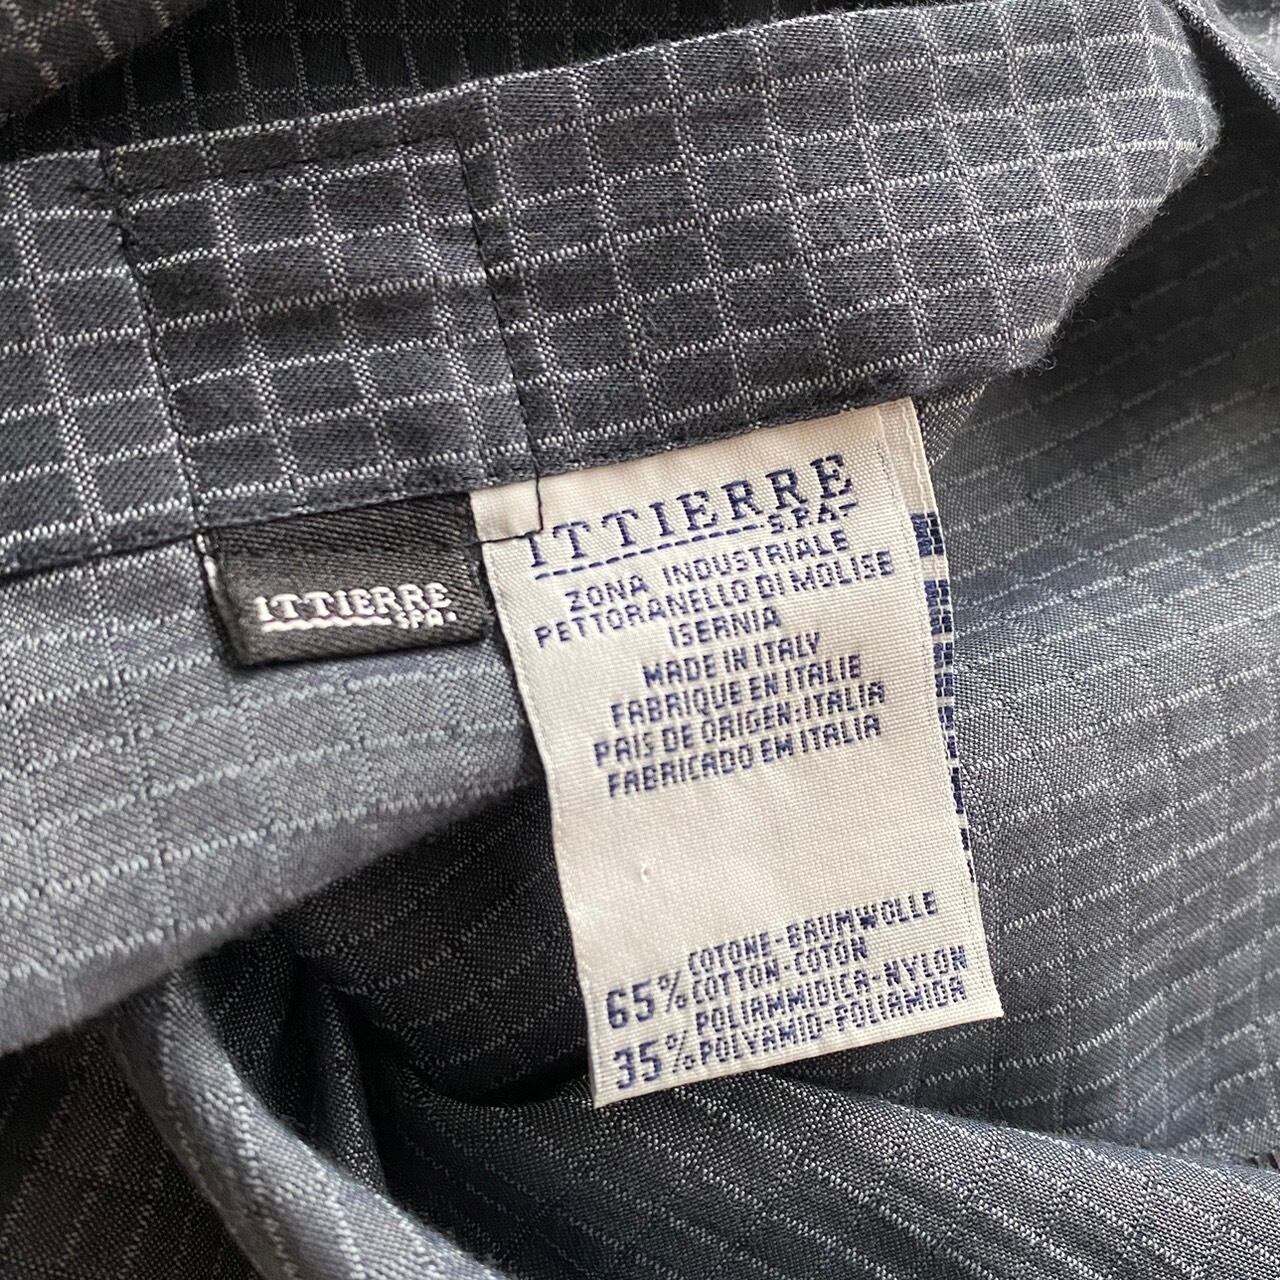 ITTIERRE
SPA.
ITTIERRE
S.P.A.
ZONA INDUSTRIALE
PETTORANELLO DI MOLISE
ISERNIA
MADE IN ITALY
FABRIQUE EN ITALIE
PAIS DE ORIGEN:ITALIA
FABRICADO EM ITALIA
65% COTONE-BAUMWOLLE
COTTON-COTON
35% POLIAMMIDICA-NYLON
POLYAMID-POLIAMIDA